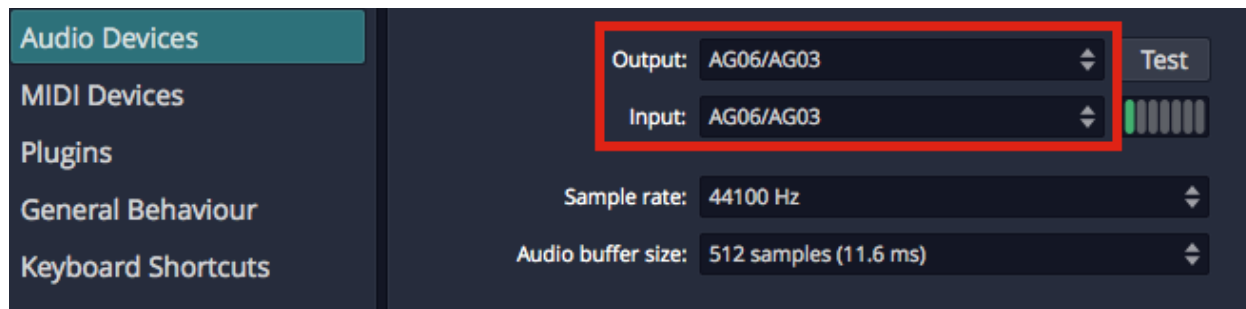 Audio Devices
MIDI Devices
Plugins
General Behaviour
Keyboard Shortcuts
Output: AG06/AG03 Test
Input: AG06/AG03
Sample rate: 44100 Hz
Audio buffer size: 512 samples (11.6 ms)